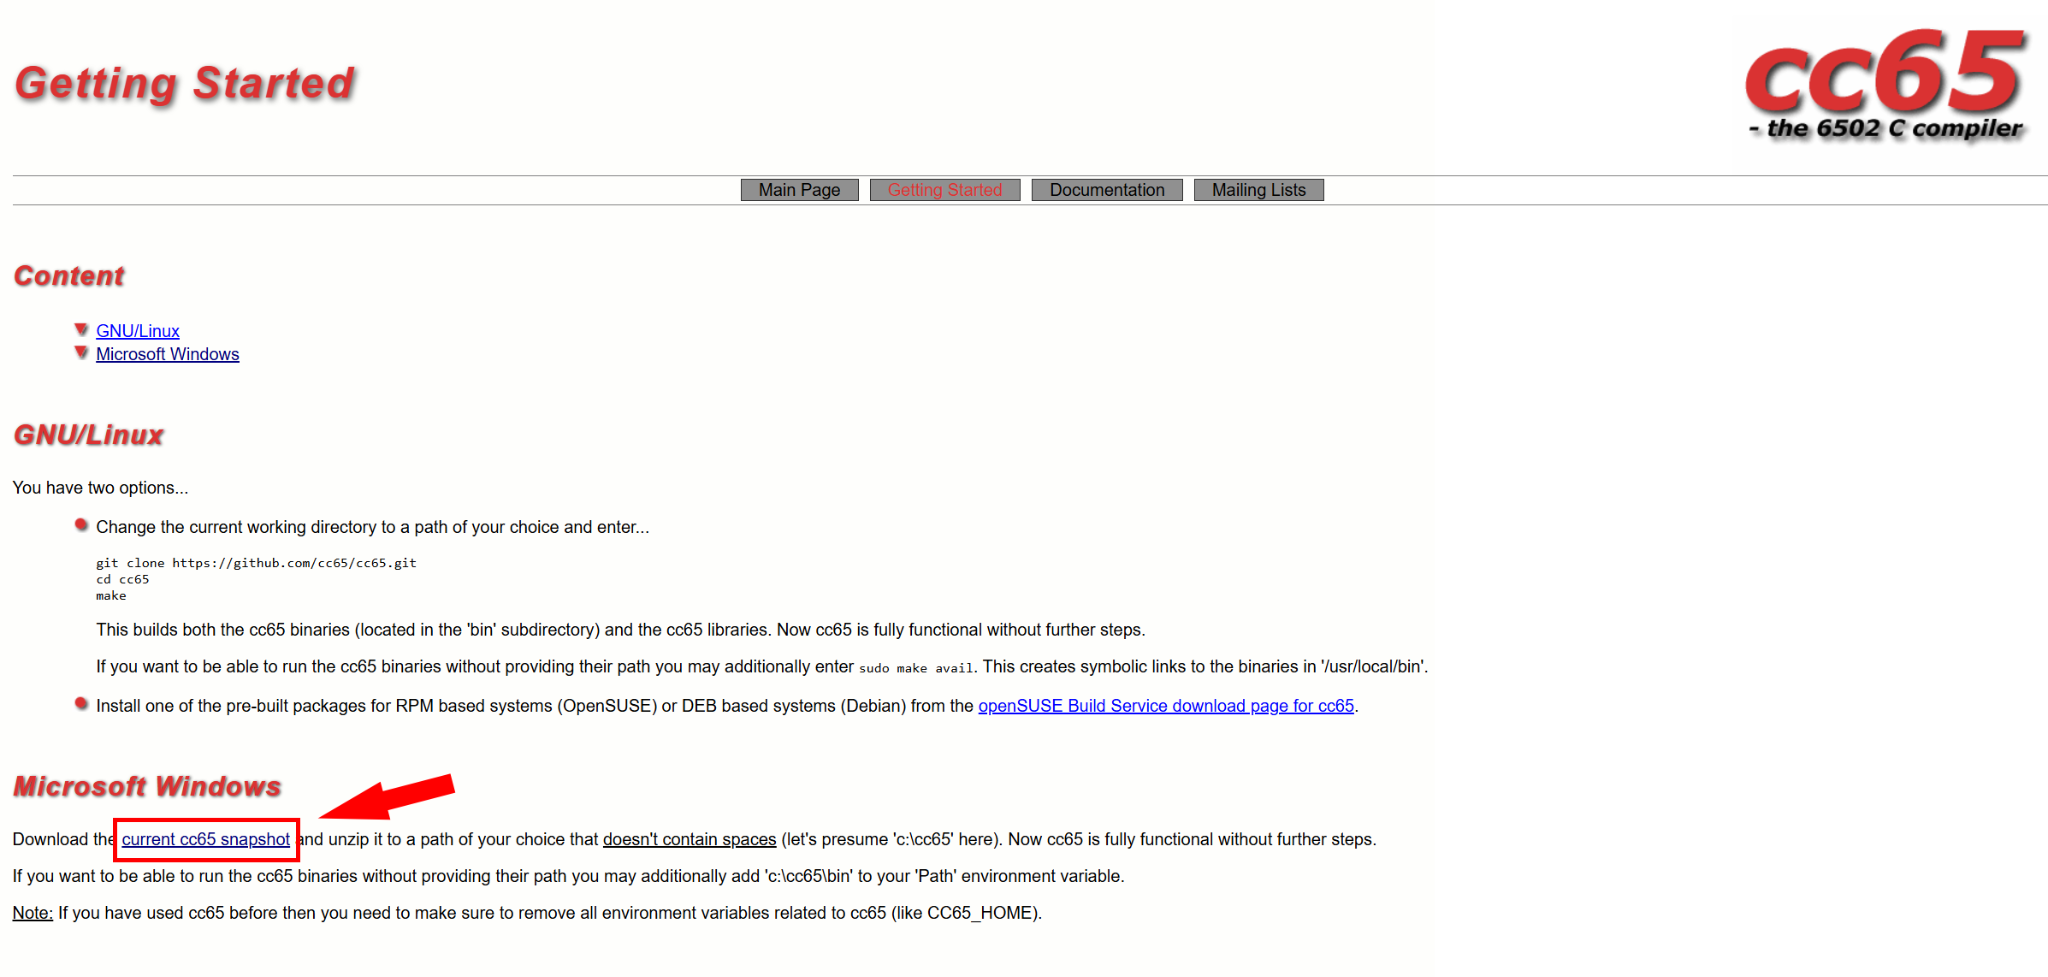 Getting Started
cc65
- the 6502 C compiler
Main Page
Getting Started
Documentation
Mailing Lists
Content
GNU/Linux
Microsoft Windows
GNU/Linux
You have two options...
Change the current working directory to a path of your choice and enter...
git clone https://github.com/cc65/cc65.git
cd cc65
make
This builds both the cc65 binaries (located in the 'bin' subdirectory) and the cc65 libraries. Now cc65 is fully functional without further steps.
If you want to be able to run the cc65 binaries without providing their path you may additionally enter sudo make avail. This creates symbolic links to the binaries in '/usr/local/bin'.
Install one of the pre-built packages for RPM based systems (OpenSUSE) or DEB based systems (Debian) from the openSUSE Build Service download page for cc65.
Microsoft Windows
Download the current cc65 snapshot and unzip it to a path of your choice that doesn't contain spaces (let's presume 'c:\cc65' here). Now cc65 is fully functional without further steps.
If you want to be able to run the cc65 binaries without providing their path you may additionally add 'c:\cc65\bin' to your 'Path' environment variable.
Note: If you have used cc65 before then you need to make sure to remove all environment variables related to cc65 (like CC65_HOME).